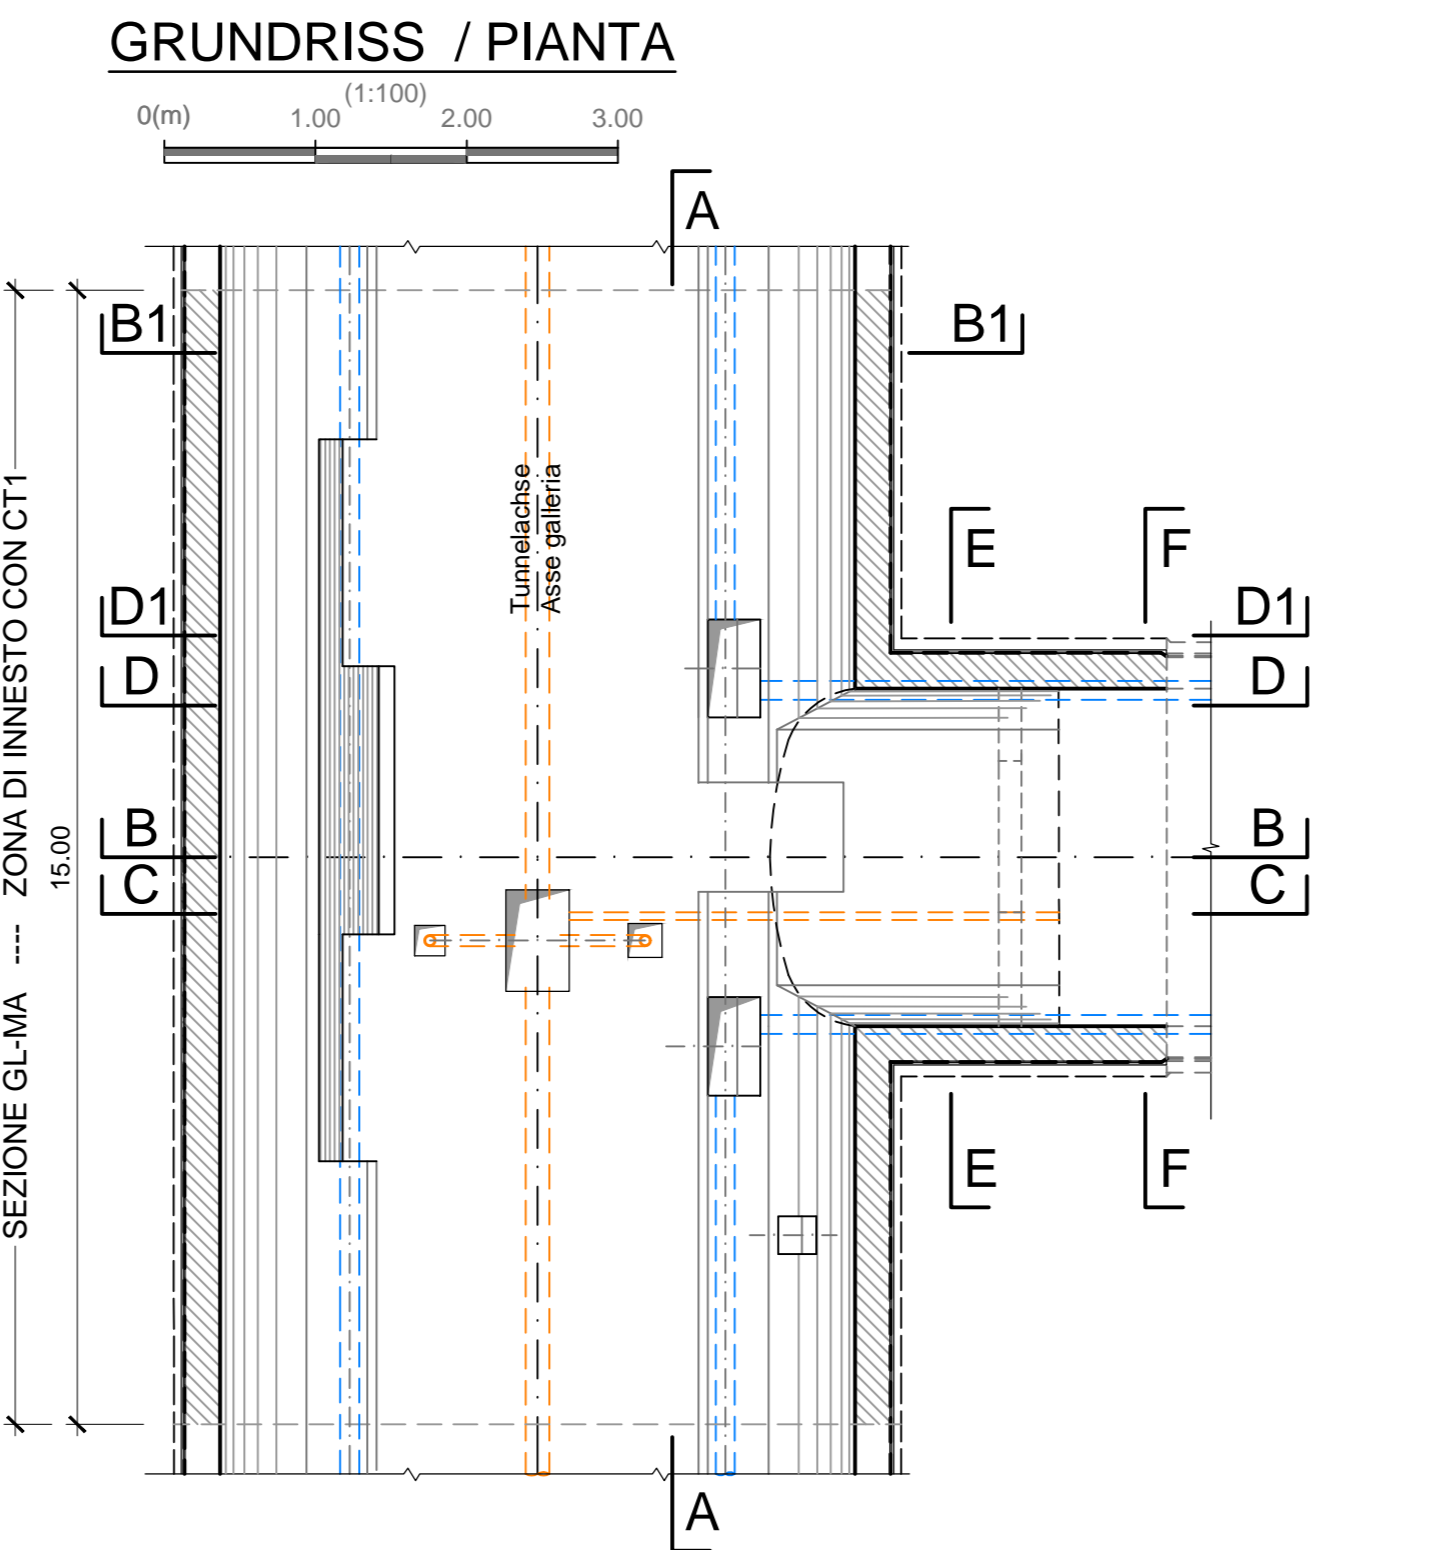 GRUNDRISS / PIANTA
(1:100)
0(m) 1.00 2.00 3.00
A
B1 B1
E F
D1 D1
D D
B B
C C
E F
A
Tunnelachse
Asse galleria
SEZIONE GL-MA ---- ZONA DI INNESTO CON CT1
15.00